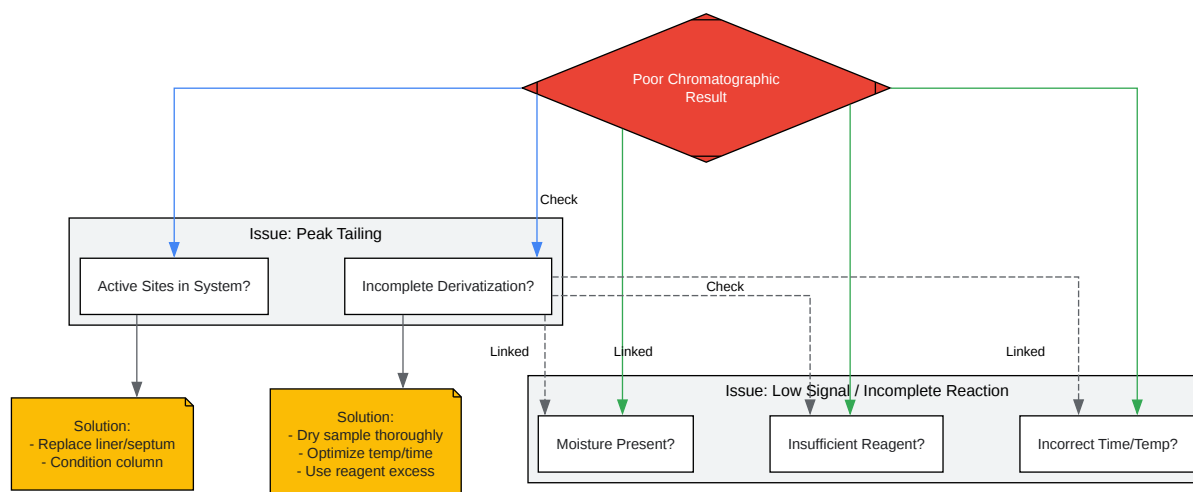 Poor Chromatographic
Result
Check
Issue: Peak Tailing
Active Sites in System?
Incomplete Derivatization?
Check
Linked
Linked
Linked
Issue: Low Signal / Incomplete Reaction
Moisture Present?
Insufficient Reagent?
Incorrect Time/Temp?
Solution:
- Replace liner/septum
- Condition column
Solution:
- Dry sample thoroughly
- Optimize temp/time
- Use reagent excess